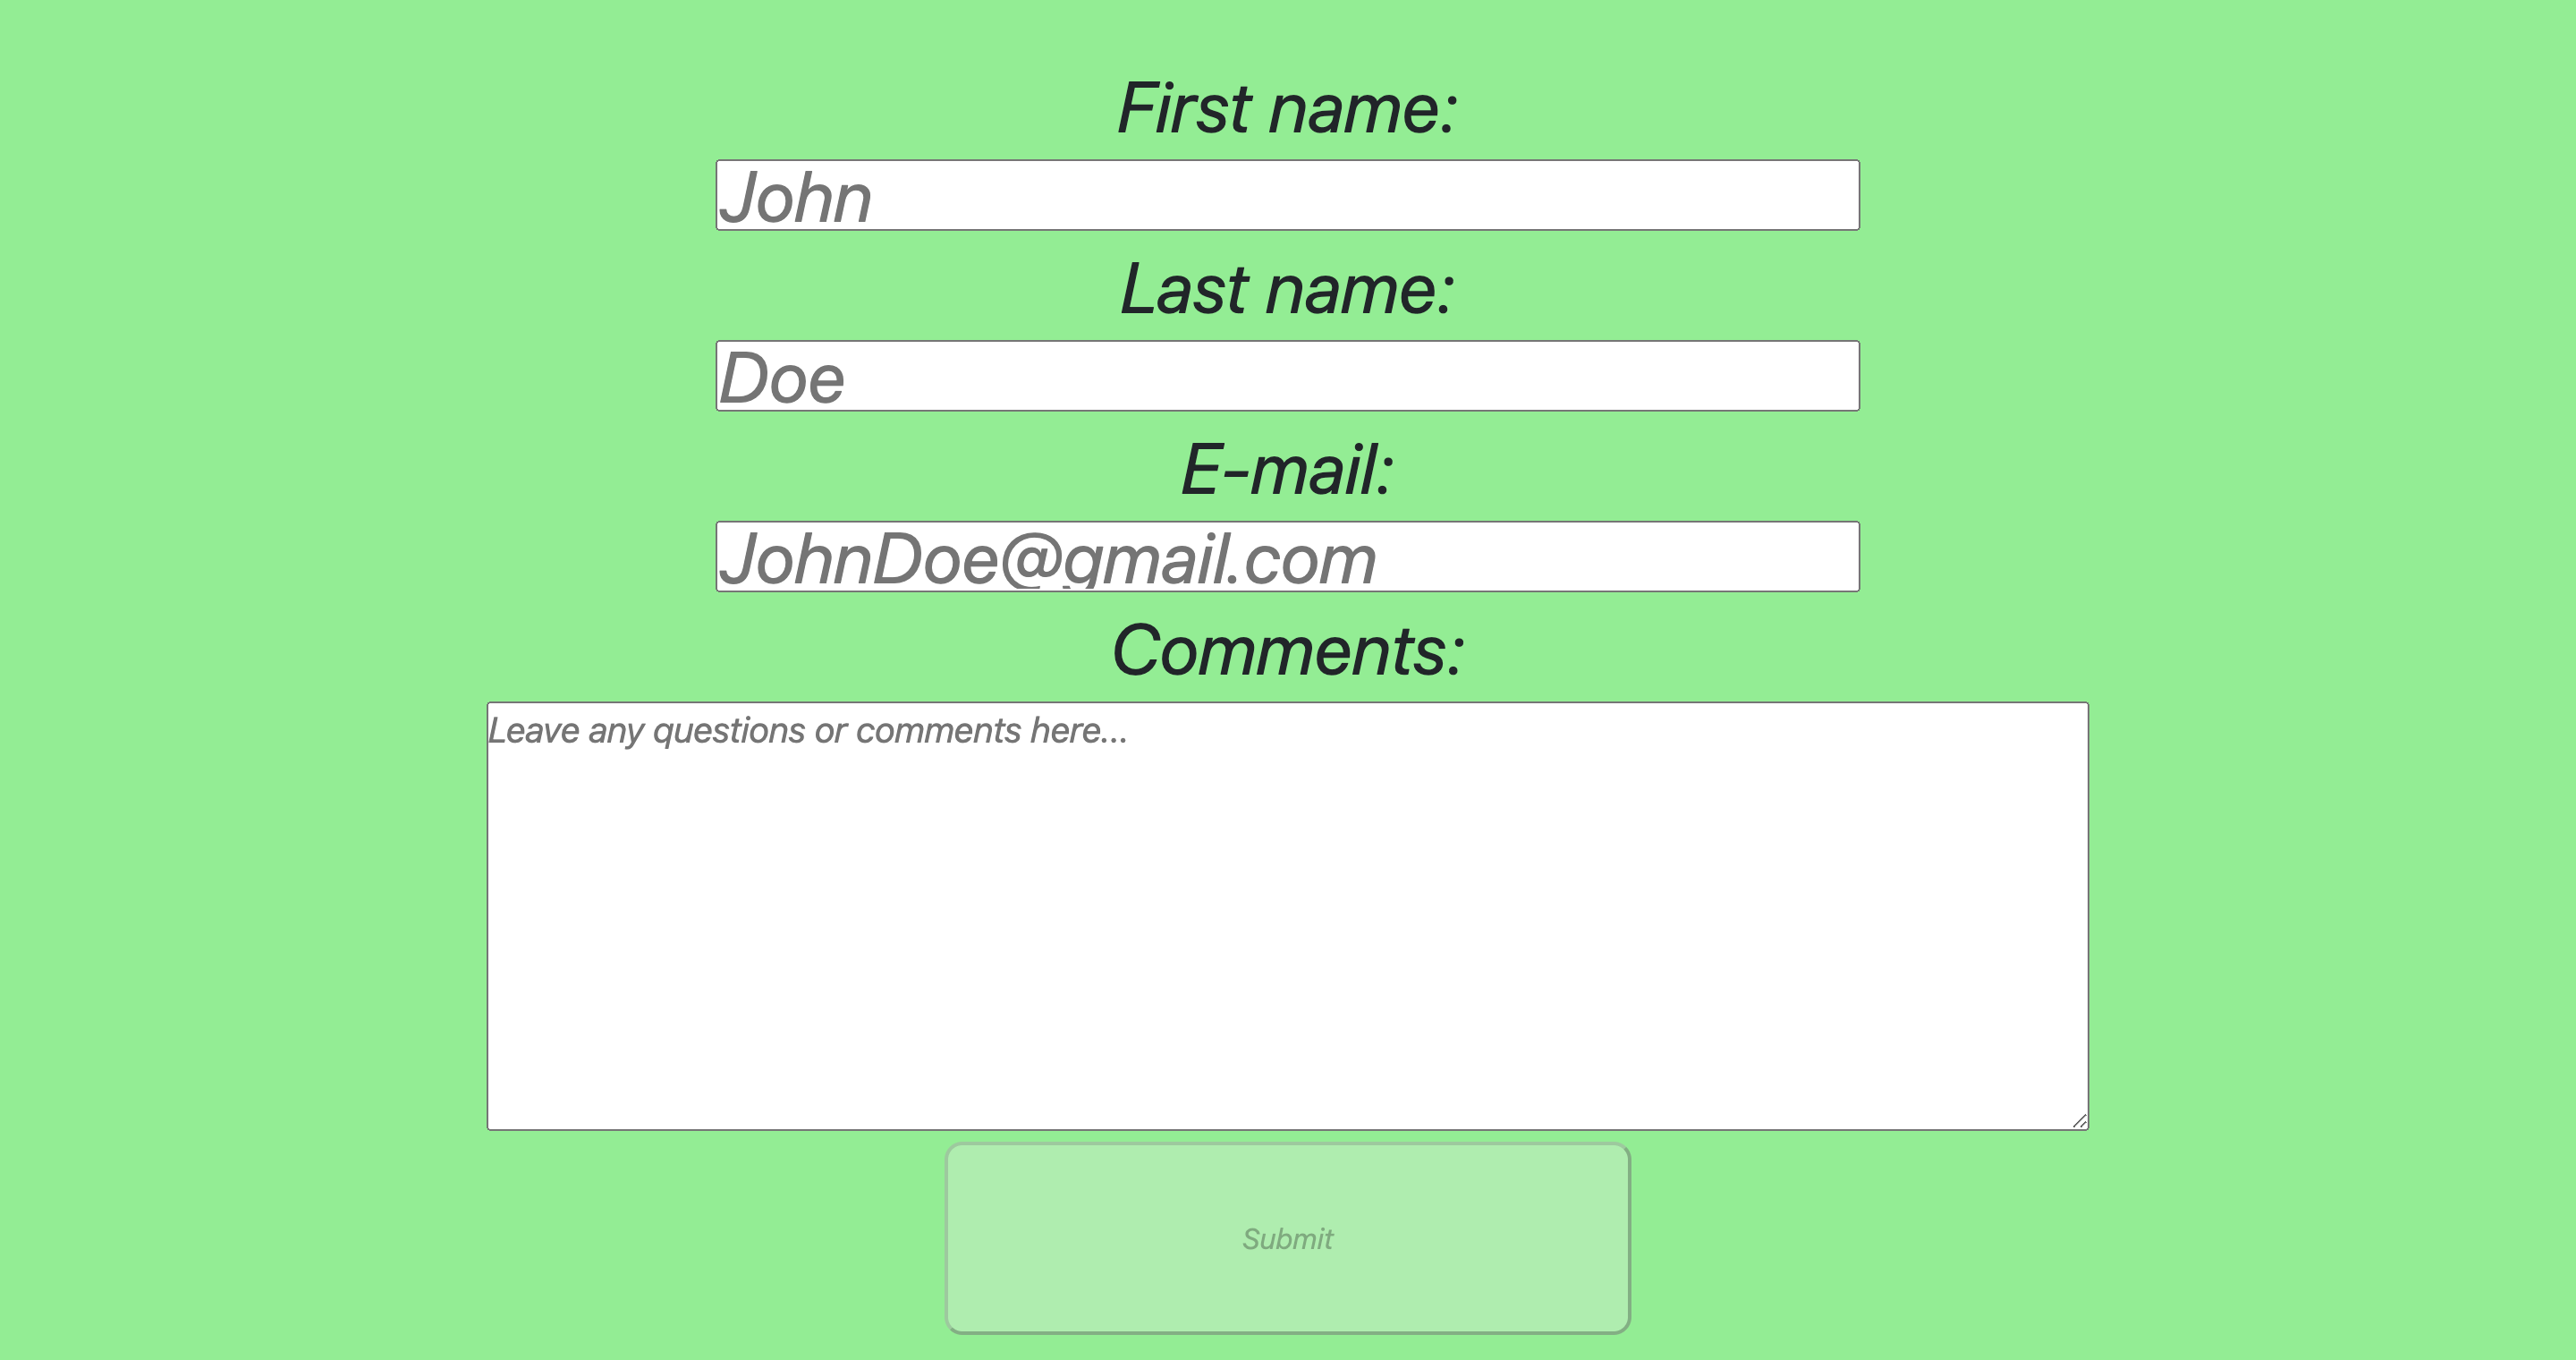 First name:
John
Last name:
Doe
E-mail:
JohnDoe@gmail.com
Comments:
Leave any questions or comments here...
Submit